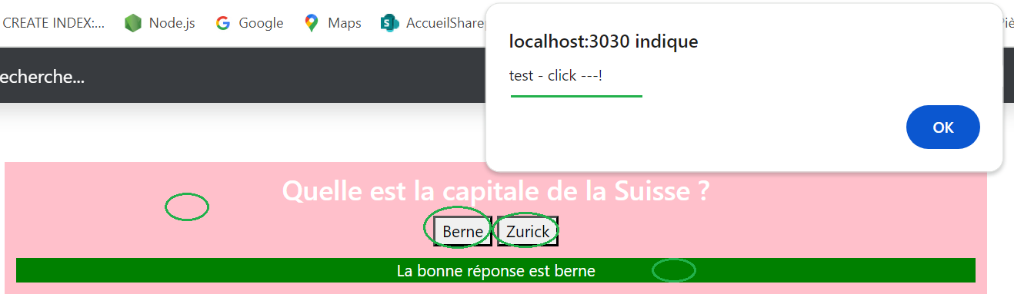 CREATE INDEX:... Node.js Google Maps AccueilShare
localhost:3030 indique
test - click ---!
OK
echerche...
Quelle est la capitale de la Suisse ?
Berne Zurick
La bonne réponse est berne